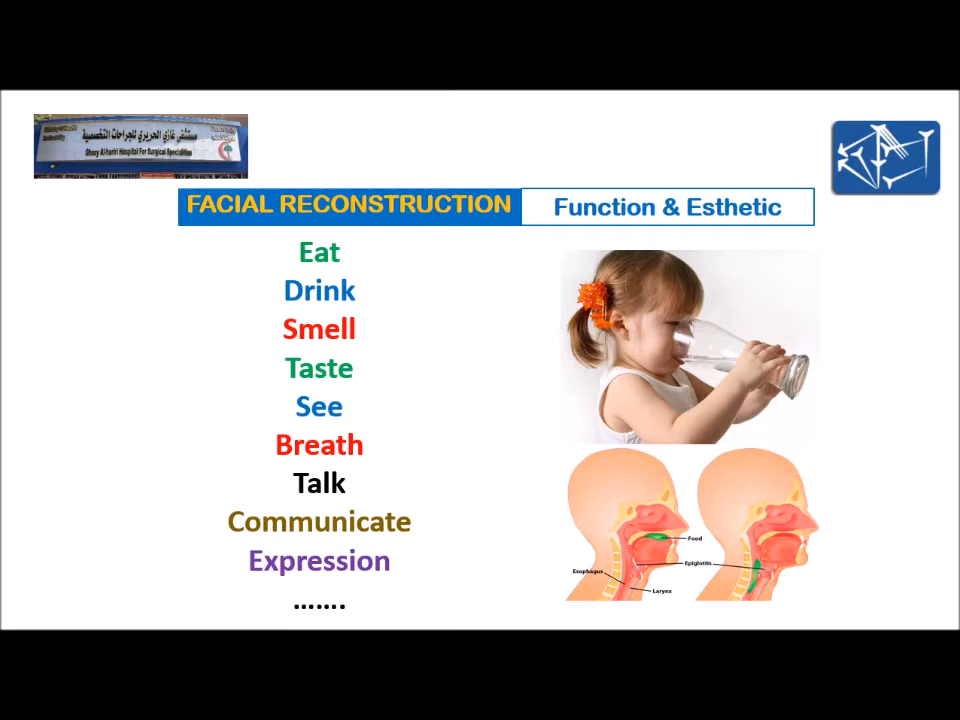 مستشفى غازي الحريري للجراحات التخصصية
Ghazy Al-hariri Hospital For Surgical Specialities
FACIAL RECONSTRUCTION
Function & Esthetic
Eat
Drink
Smell
Taste
See
Breath
Talk
Communicate
Expression
.......
Food
Epiglottis
Esophagus
Larynx